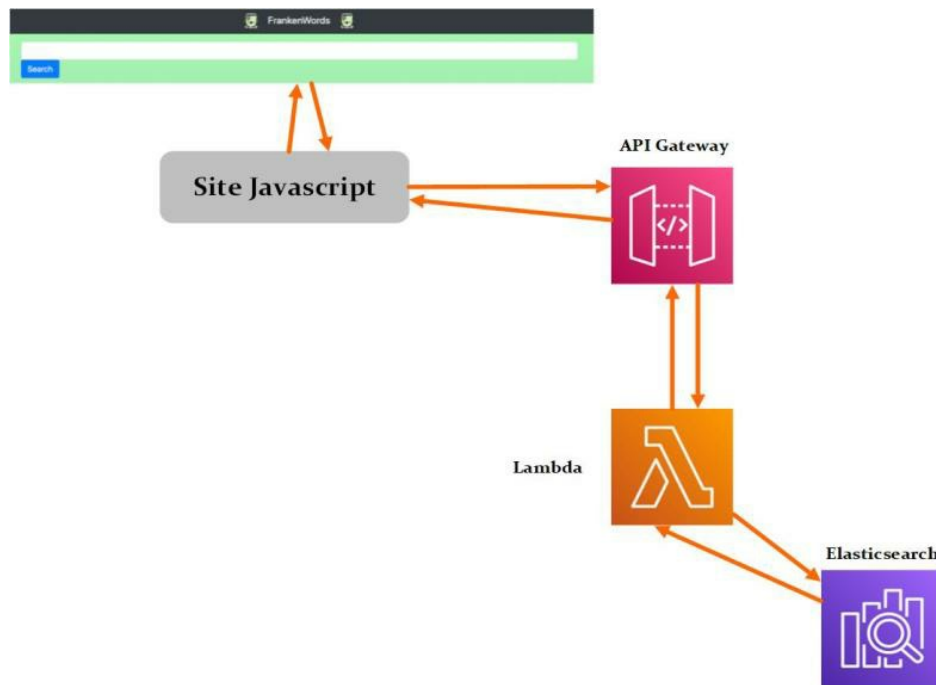 FrankenWords
Search
Site Javascript
API Gateway
</>
Lambda
Elasticsearch